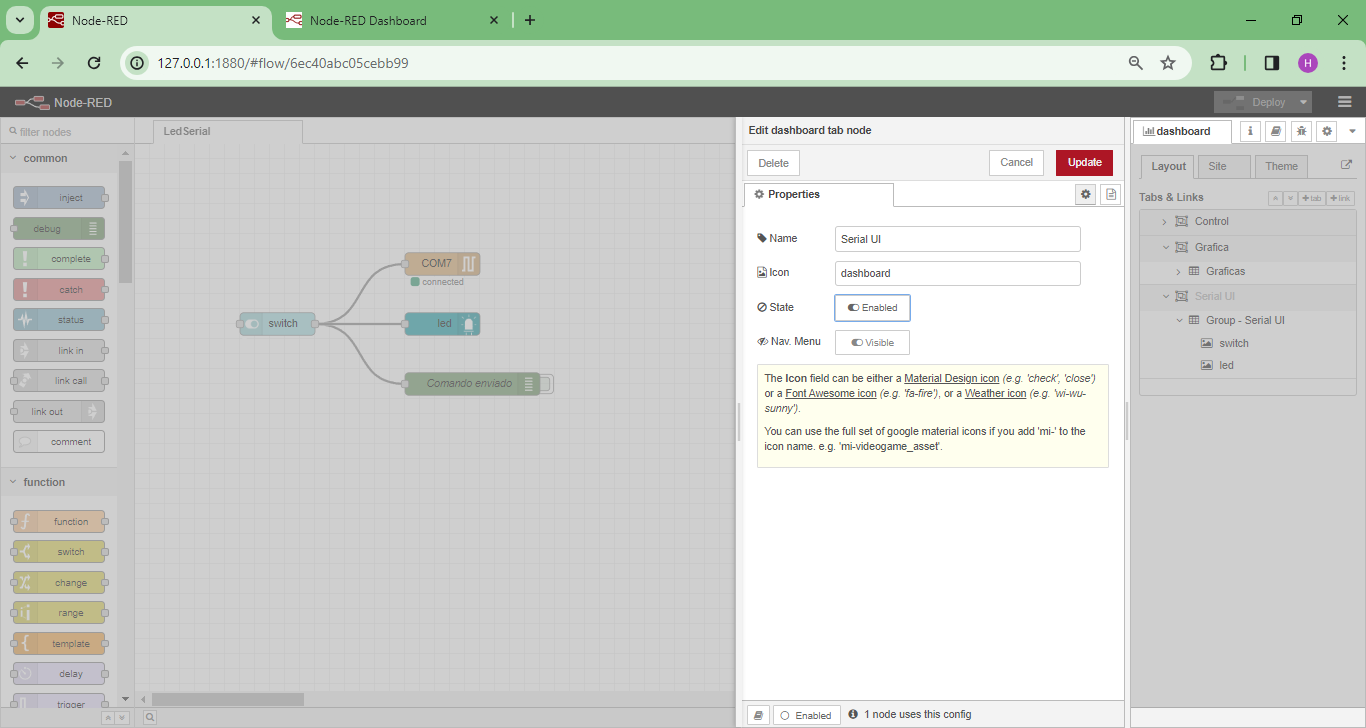 Node-RED
Node-RED Dashboard
127.0.0.1:1880/#flow/6ec40abc05cebb99
H
Node-RED
Deploy
filter nodes
common
inject
debug
complete
catch
status
link in
link call
link out
comment
function
function
switch
change
range
template
delay
trigger
LedSerial
switch
COM7
connected
led
Comando enviado
Edit dashboard tab node
Delete
Cancel
Update
Properties
Name
Serial UI
Icon
dashboard
State
Enabled
Nav. Menu
Visible
The Icon field can be either a Material Design icon (e.g. 'check', 'close')
or a Font Awesome icon (e.g. 'fa-fire'), or a Weather icon (e.g. 'wi-wu-
sunny').
You can use the full set of google material icons if you add 'mi-' to the
icon name. e.g. 'mi-videogame_asset'.
Enabled
1 node uses this config
dashboard
Layout
Site
Theme
Tabs & Links
+tab
+link
Control
Grafica
Graficas
Serial UI
Group - Serial UI
switch
led